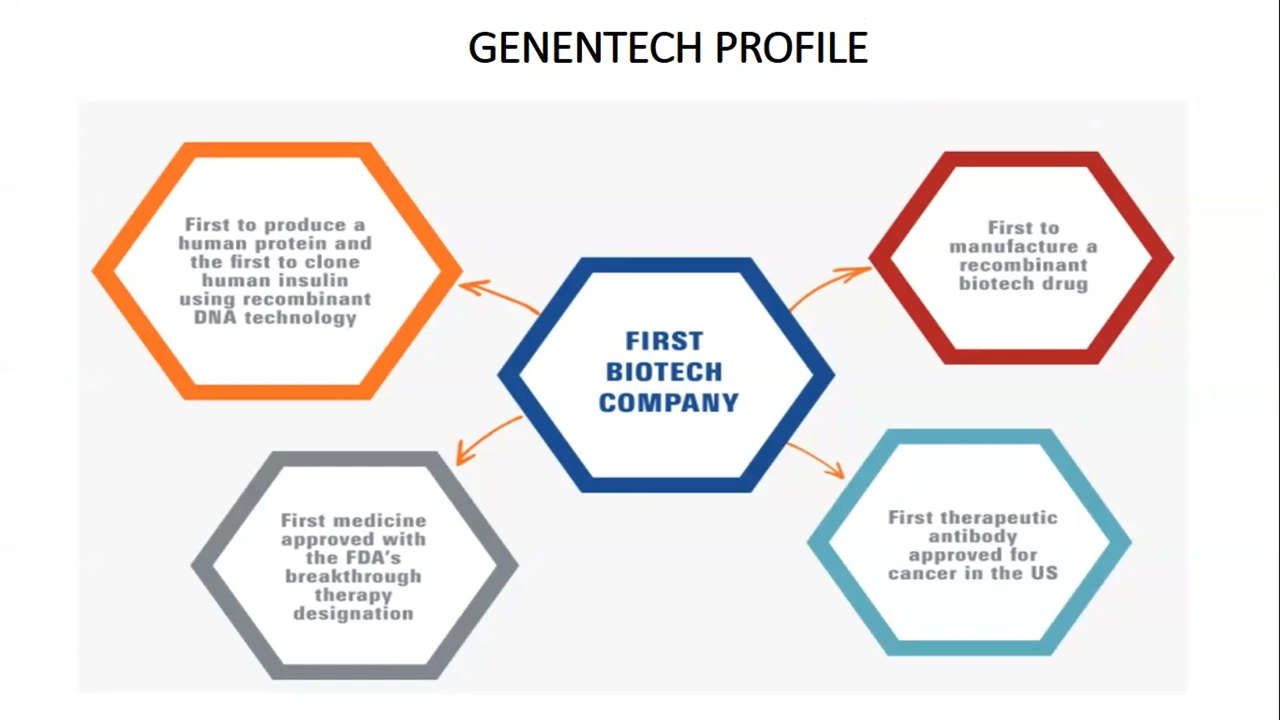 GENENTECH PROFILE
First to produce a
human protein and
the first to clone
human insulin
using recombinant
DNA technology
First to
manufacture a
recombinant
biotech drug
FIRST
BIOTECH
COMPANY
First medicine
approved with
the FDA's
breakthrough
therapy
designation
First therapeutic
antibody
approved for
cancer in the US